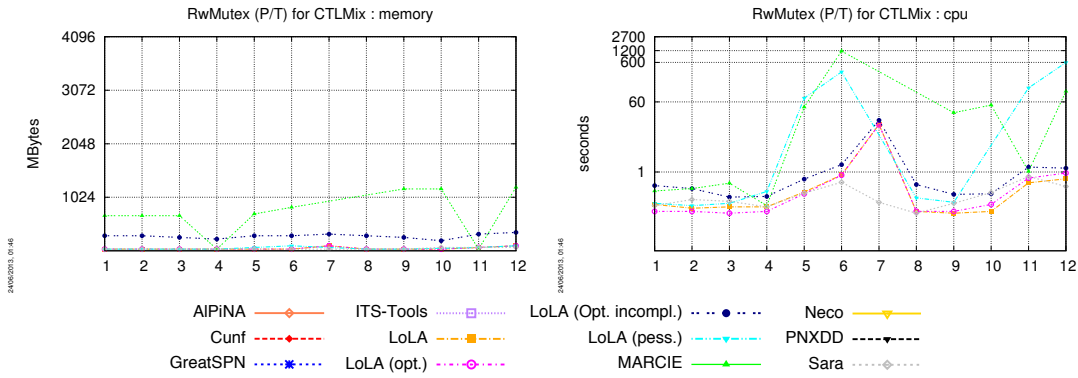 RwMutex (P/T) for CTLMix : memory
4096
3072
2048
1024
MBytes
1 2 3 4 5 6 7 8 9 10 11 12
24/06/2013, 01:46
RwMutex (P/T) for CTLMix : cpu
2700
1200
600
60
1
seconds
1 2 3 4 5 6 7 8 9 10 11 12
24/06/2013, 01:46
AlPiNA ITS-Tools LoLA (Opt. incompl.) Neco
Cunf LoLA LoLA (pess.) PNXDD
GreatSPN LoLA (opt.) MARCIE Sara